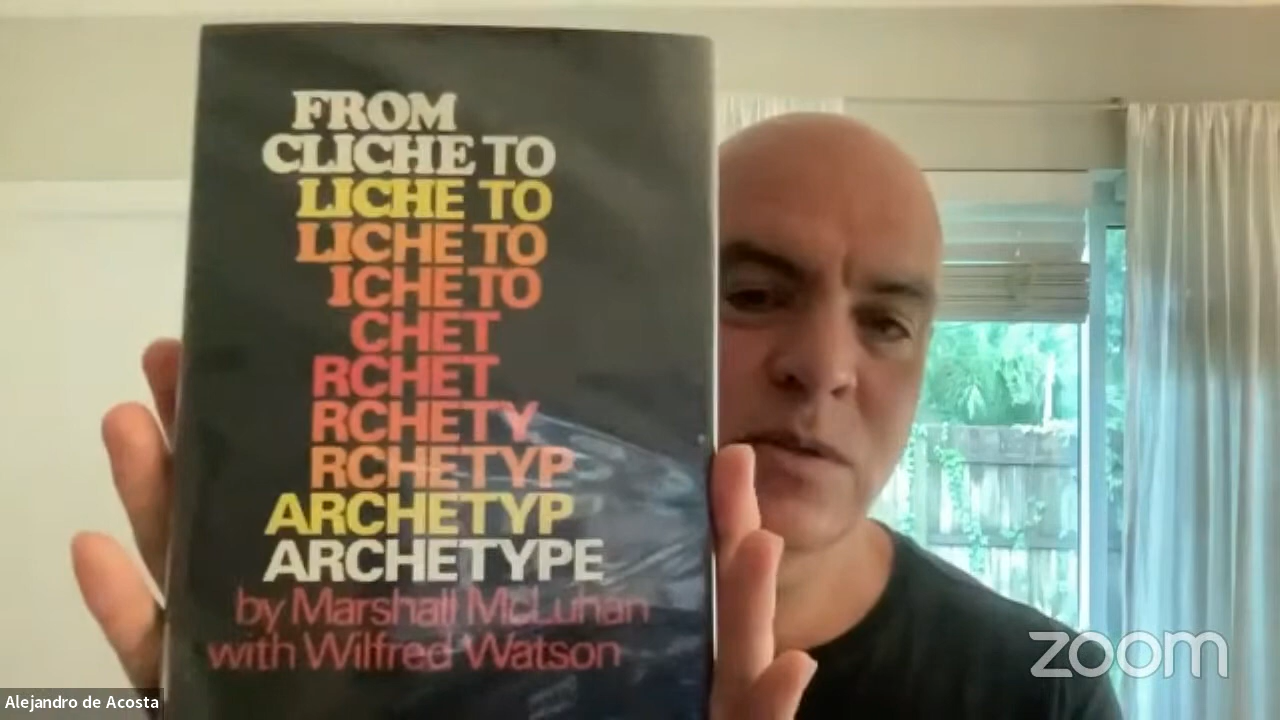 FROM
CLICHE TO
LICHE TO
LICHE TO
ICHE TO
CHET
RCHET
RCHETY
RCHETYP
ARCHETYP
ARCHETYPE
by Marshall McLuhan
with Wilfred Watson
Alejandro de Acosta
zoom